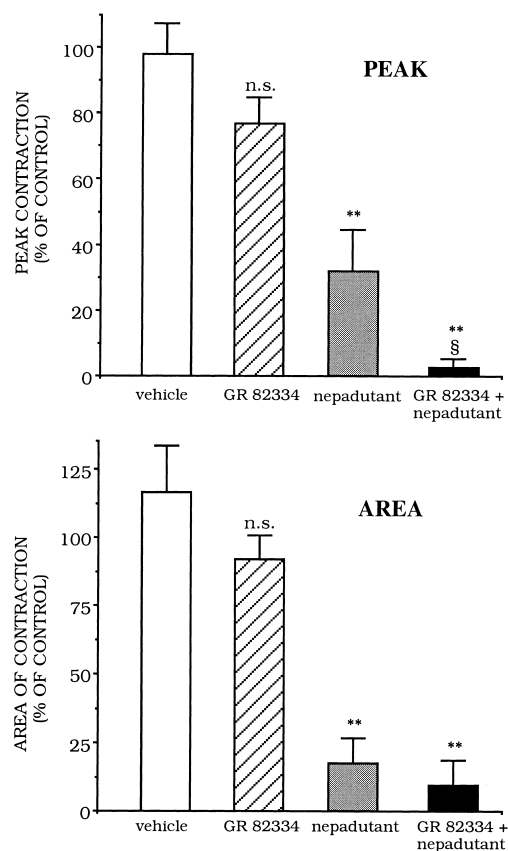 PEAK
PEAK CONTRACTION
(% OF CONTROL)
100
80
60
40
20
0
n.s.
**
**
§
vehicle
GR 82334
nepadutant
GR 82334 +
nepadutant
AREA
AREA OF CONTRACTION
(% OF CONTROL)
125
100
75
50
25
0
n.s.
**
**
vehicle
GR 82334
nepadutant
GR 82334 +
nepadutant